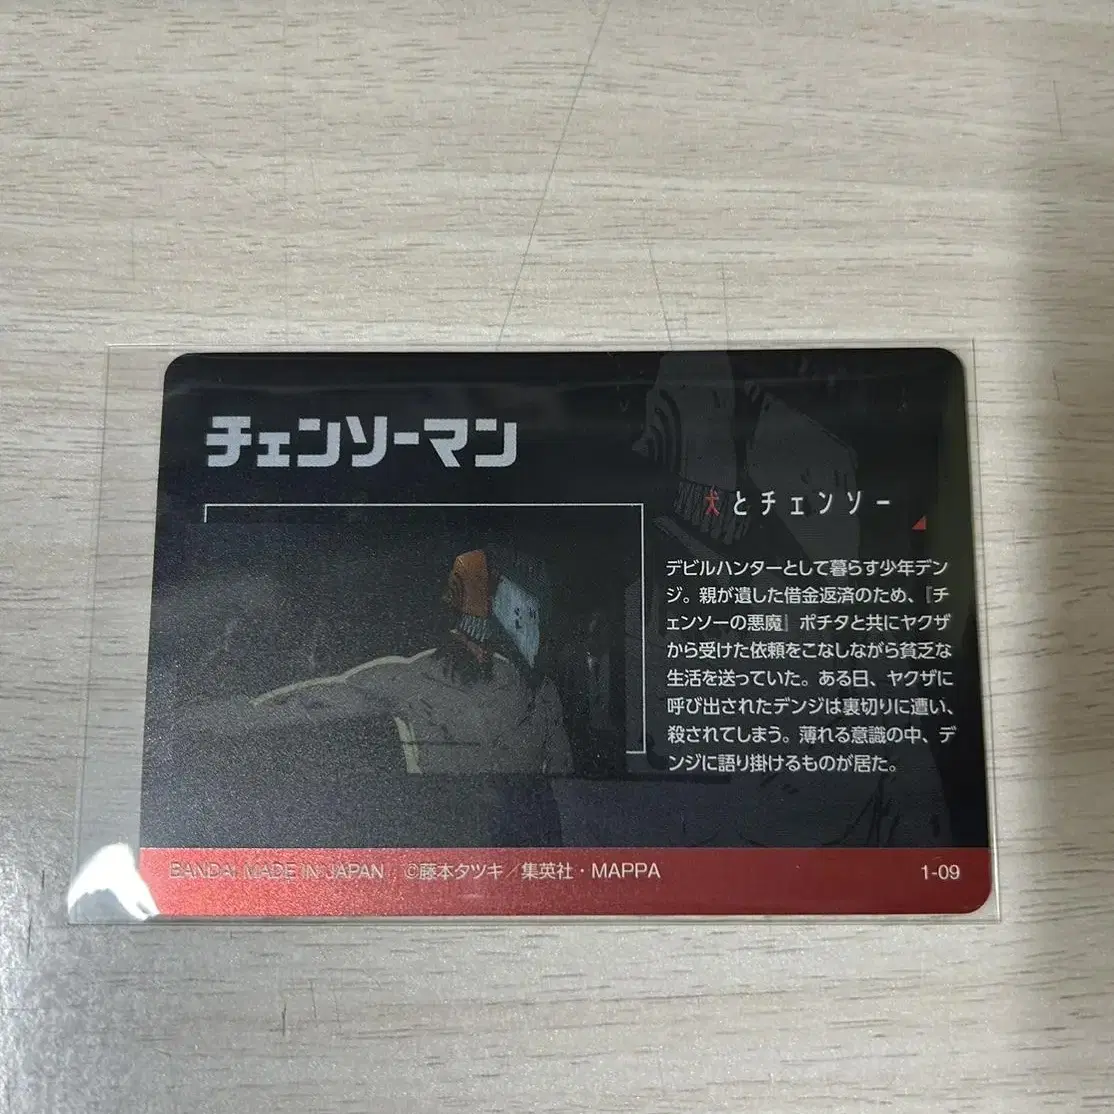 チェンソーマン
犬とチェンソー
デビルハンターとして暮らす少年デン
ジ。親が遺した借金返済のため、『チ
ェンソーの悪魔』ポチタと共にヤクザ
から受けた依頼をこなしながら貧乏な
生活を送っていた。ある日、ヤクザに
呼び出されたデンジは裏切りに遭い、
殺されてしまう。薄れる意識の中、デ
ンジに語り掛けるものが居た。
BANDAI MADE IN JAPAN ©藤本タツキ／集英社・MAPPA 1-09